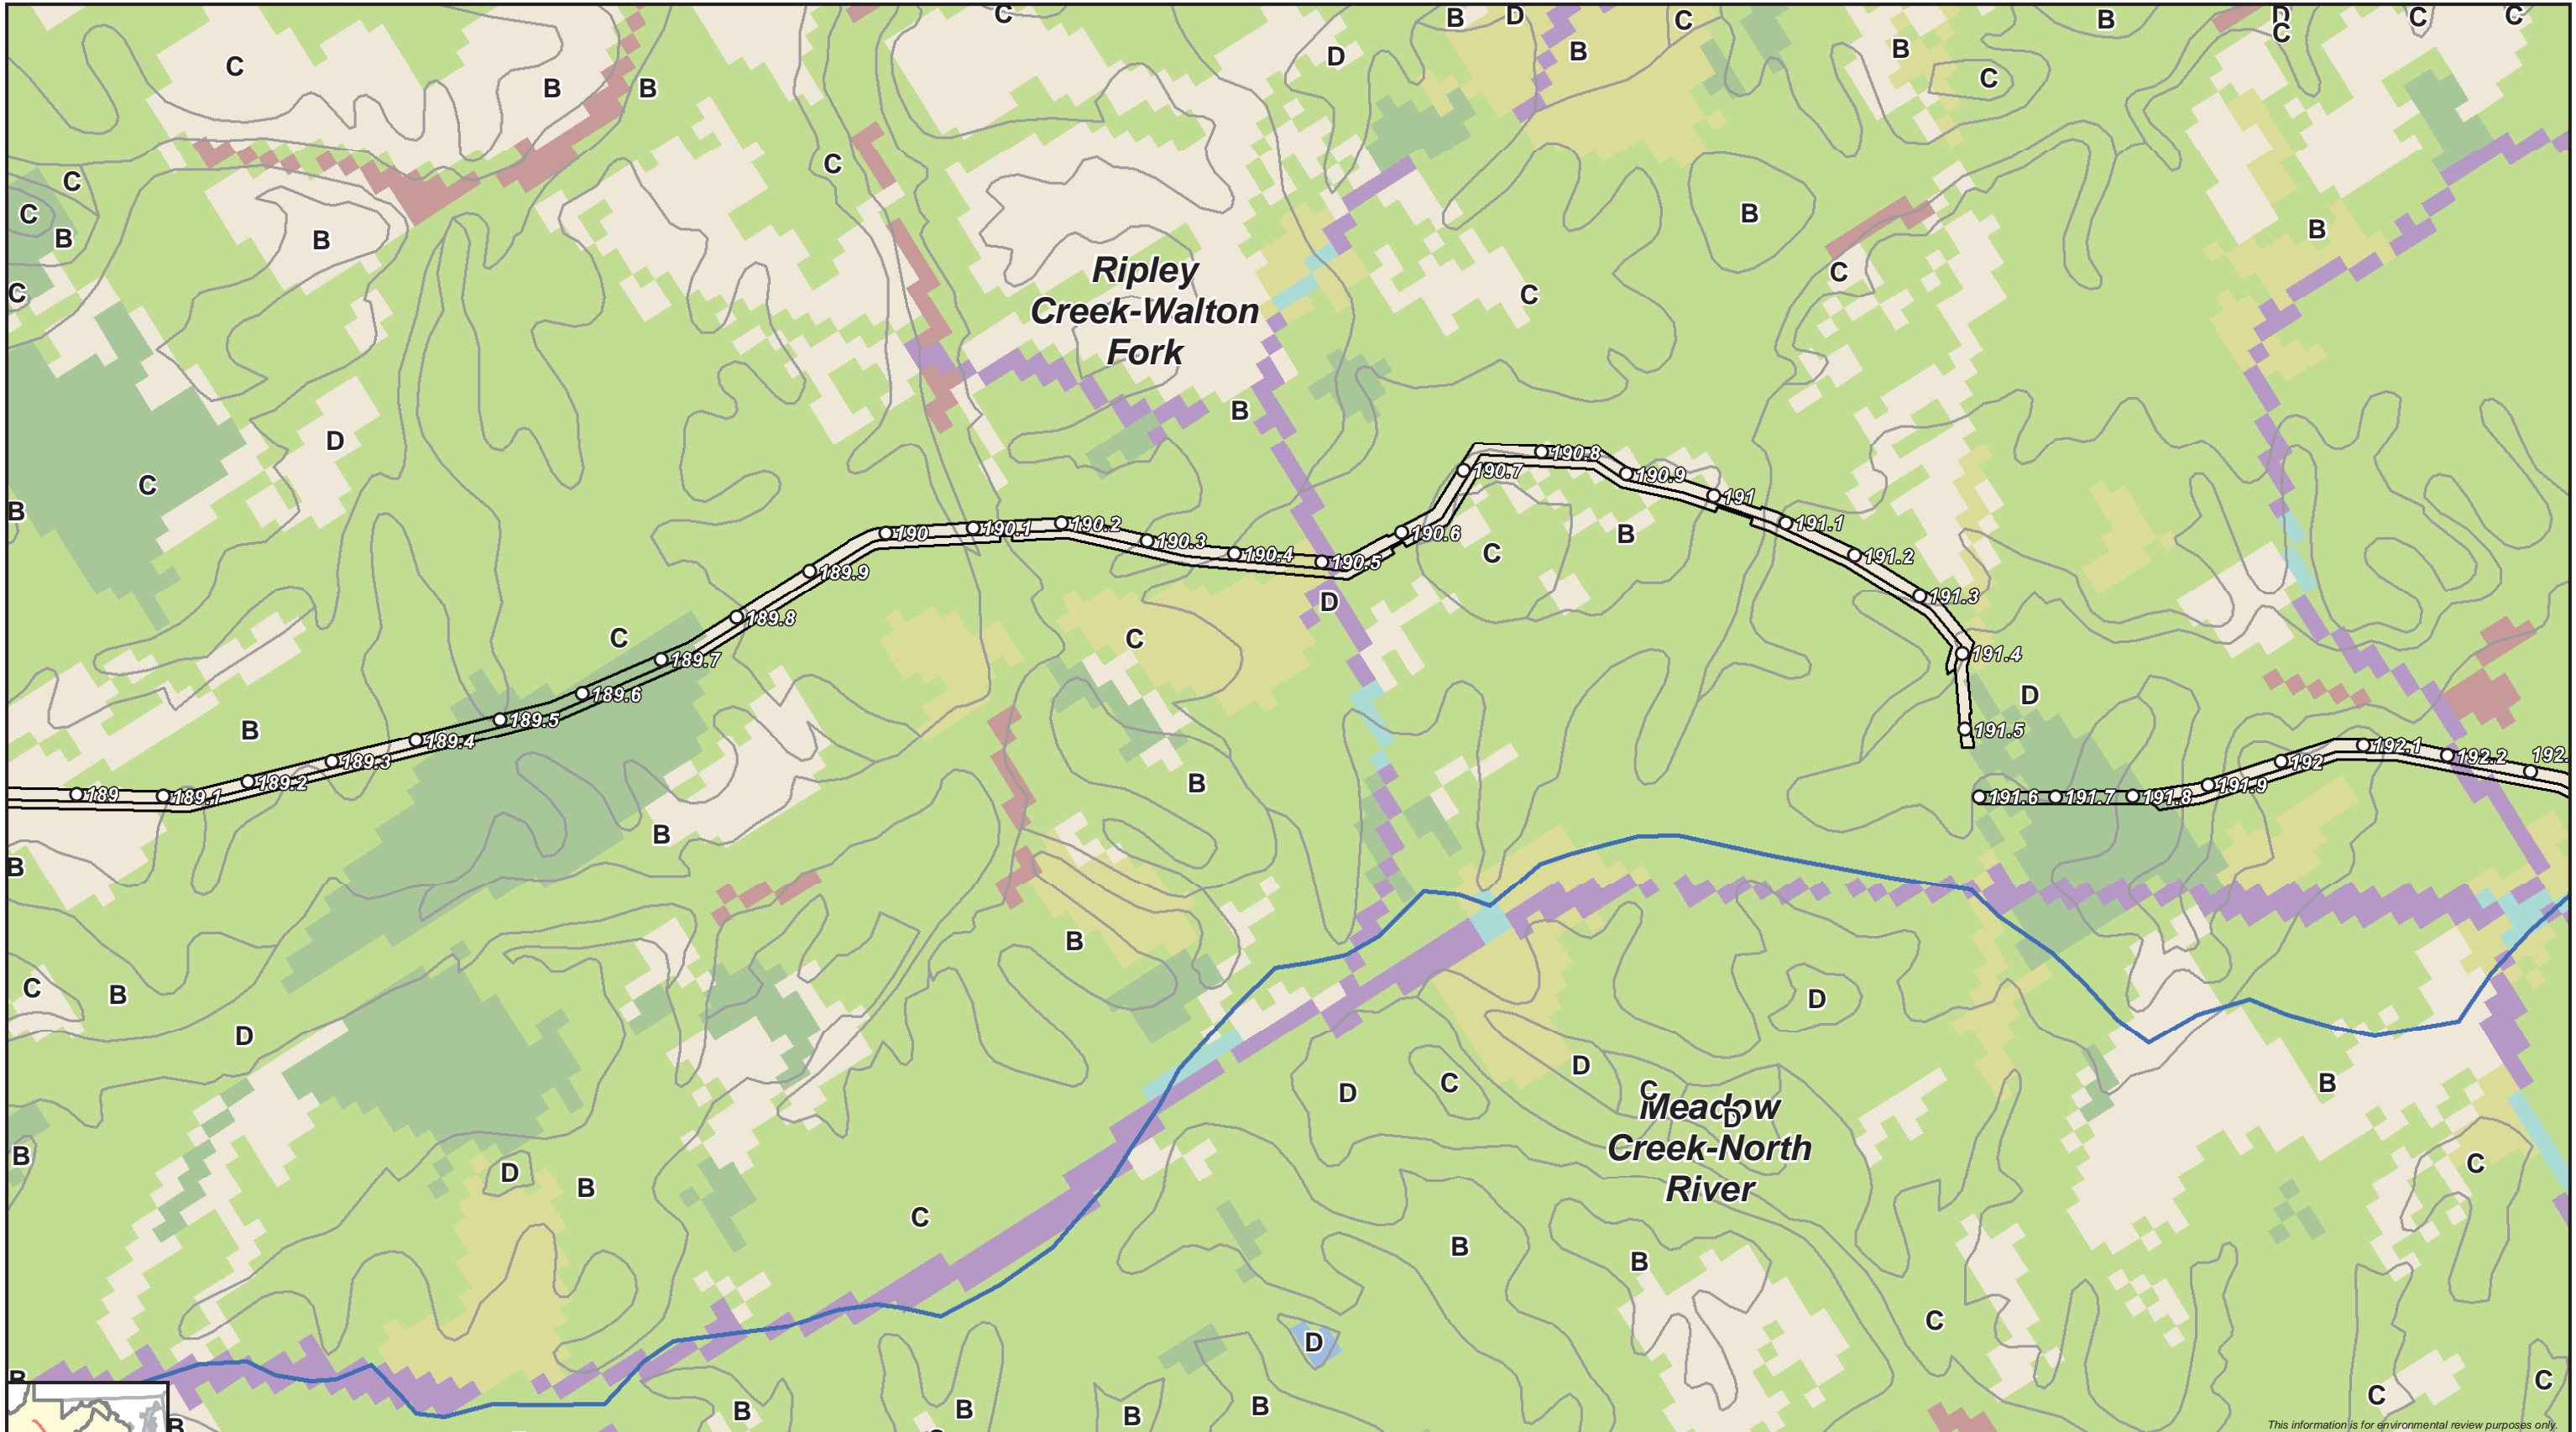 C
B
D
C
B
C
B
B
D
C
C
C
B
B
D
B
C
B
C
C
C
B
C
B
B
C
C
B
C
C
Ripley
Creek-Walton
Fork
B
D
C
B
190.8
190.7
190.9
191
190
190.1
190.2
190.3
190.4
190.5
190.6
191.1
191.2
191.3
191.4
191.5
C
B
189.9
189.8
D
C
C
189.7
189.6
189.5
189.4
189.3
189.2
189.1
189
B
D
192.1
192.2
192.
192
191.9
191.8
191.7
191.6
B
B
B
B
C
B
D
D
D
C
D
C
D
B
Meadow
Creek-North
River
B
D
B
C
C
B
B
C
D
B
C
C
B
B
B
B
B
This information is for environmental review purposes only.